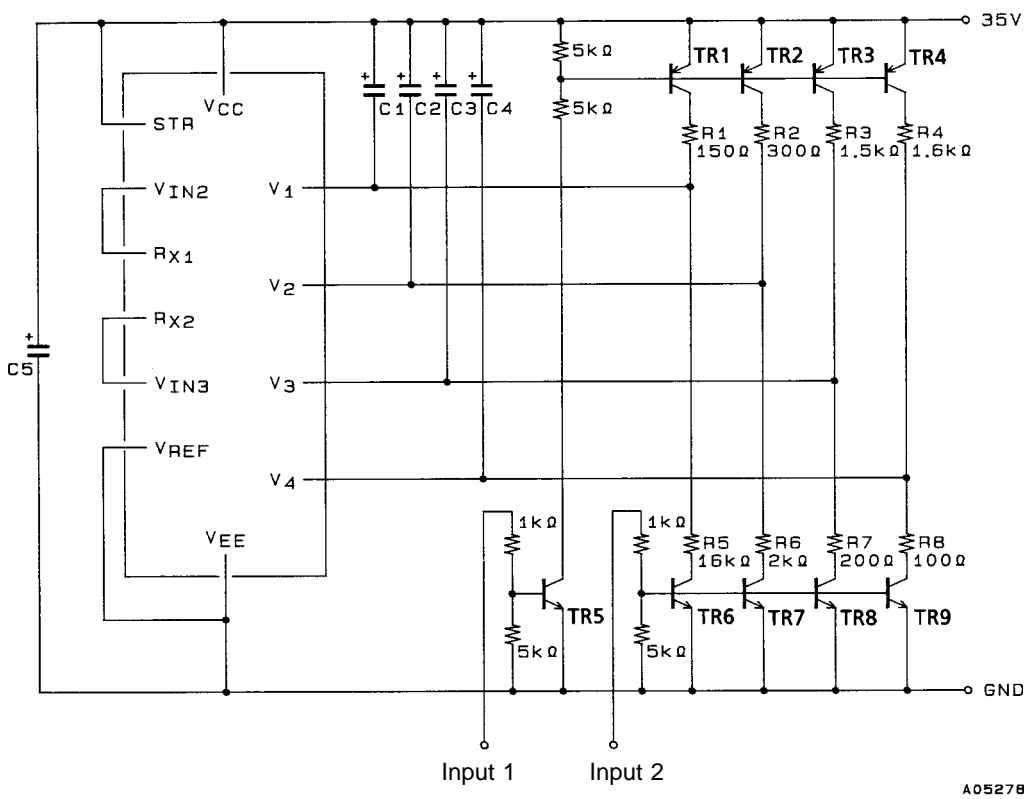 35V
5kΩ
TR1
TR2
TR3
TR4
+
+
+
+
VCC
C1
C2
C3
C4
5kΩ
STR
R1
150Ω
R2
300Ω
R3
1.5kΩ
R4
1.6kΩ
VIN2
V1
RX1
V2
RX2
+
C5
VIN3
V3
VREF
V4
VEE
1kΩ
1kΩ
R5
16kΩ
R6
2kΩ
R7
200Ω
R8
100Ω
TR5
TR6
TR7
TR8
TR9
5kΩ
5kΩ
GND
Input 1
Input 2
A05278